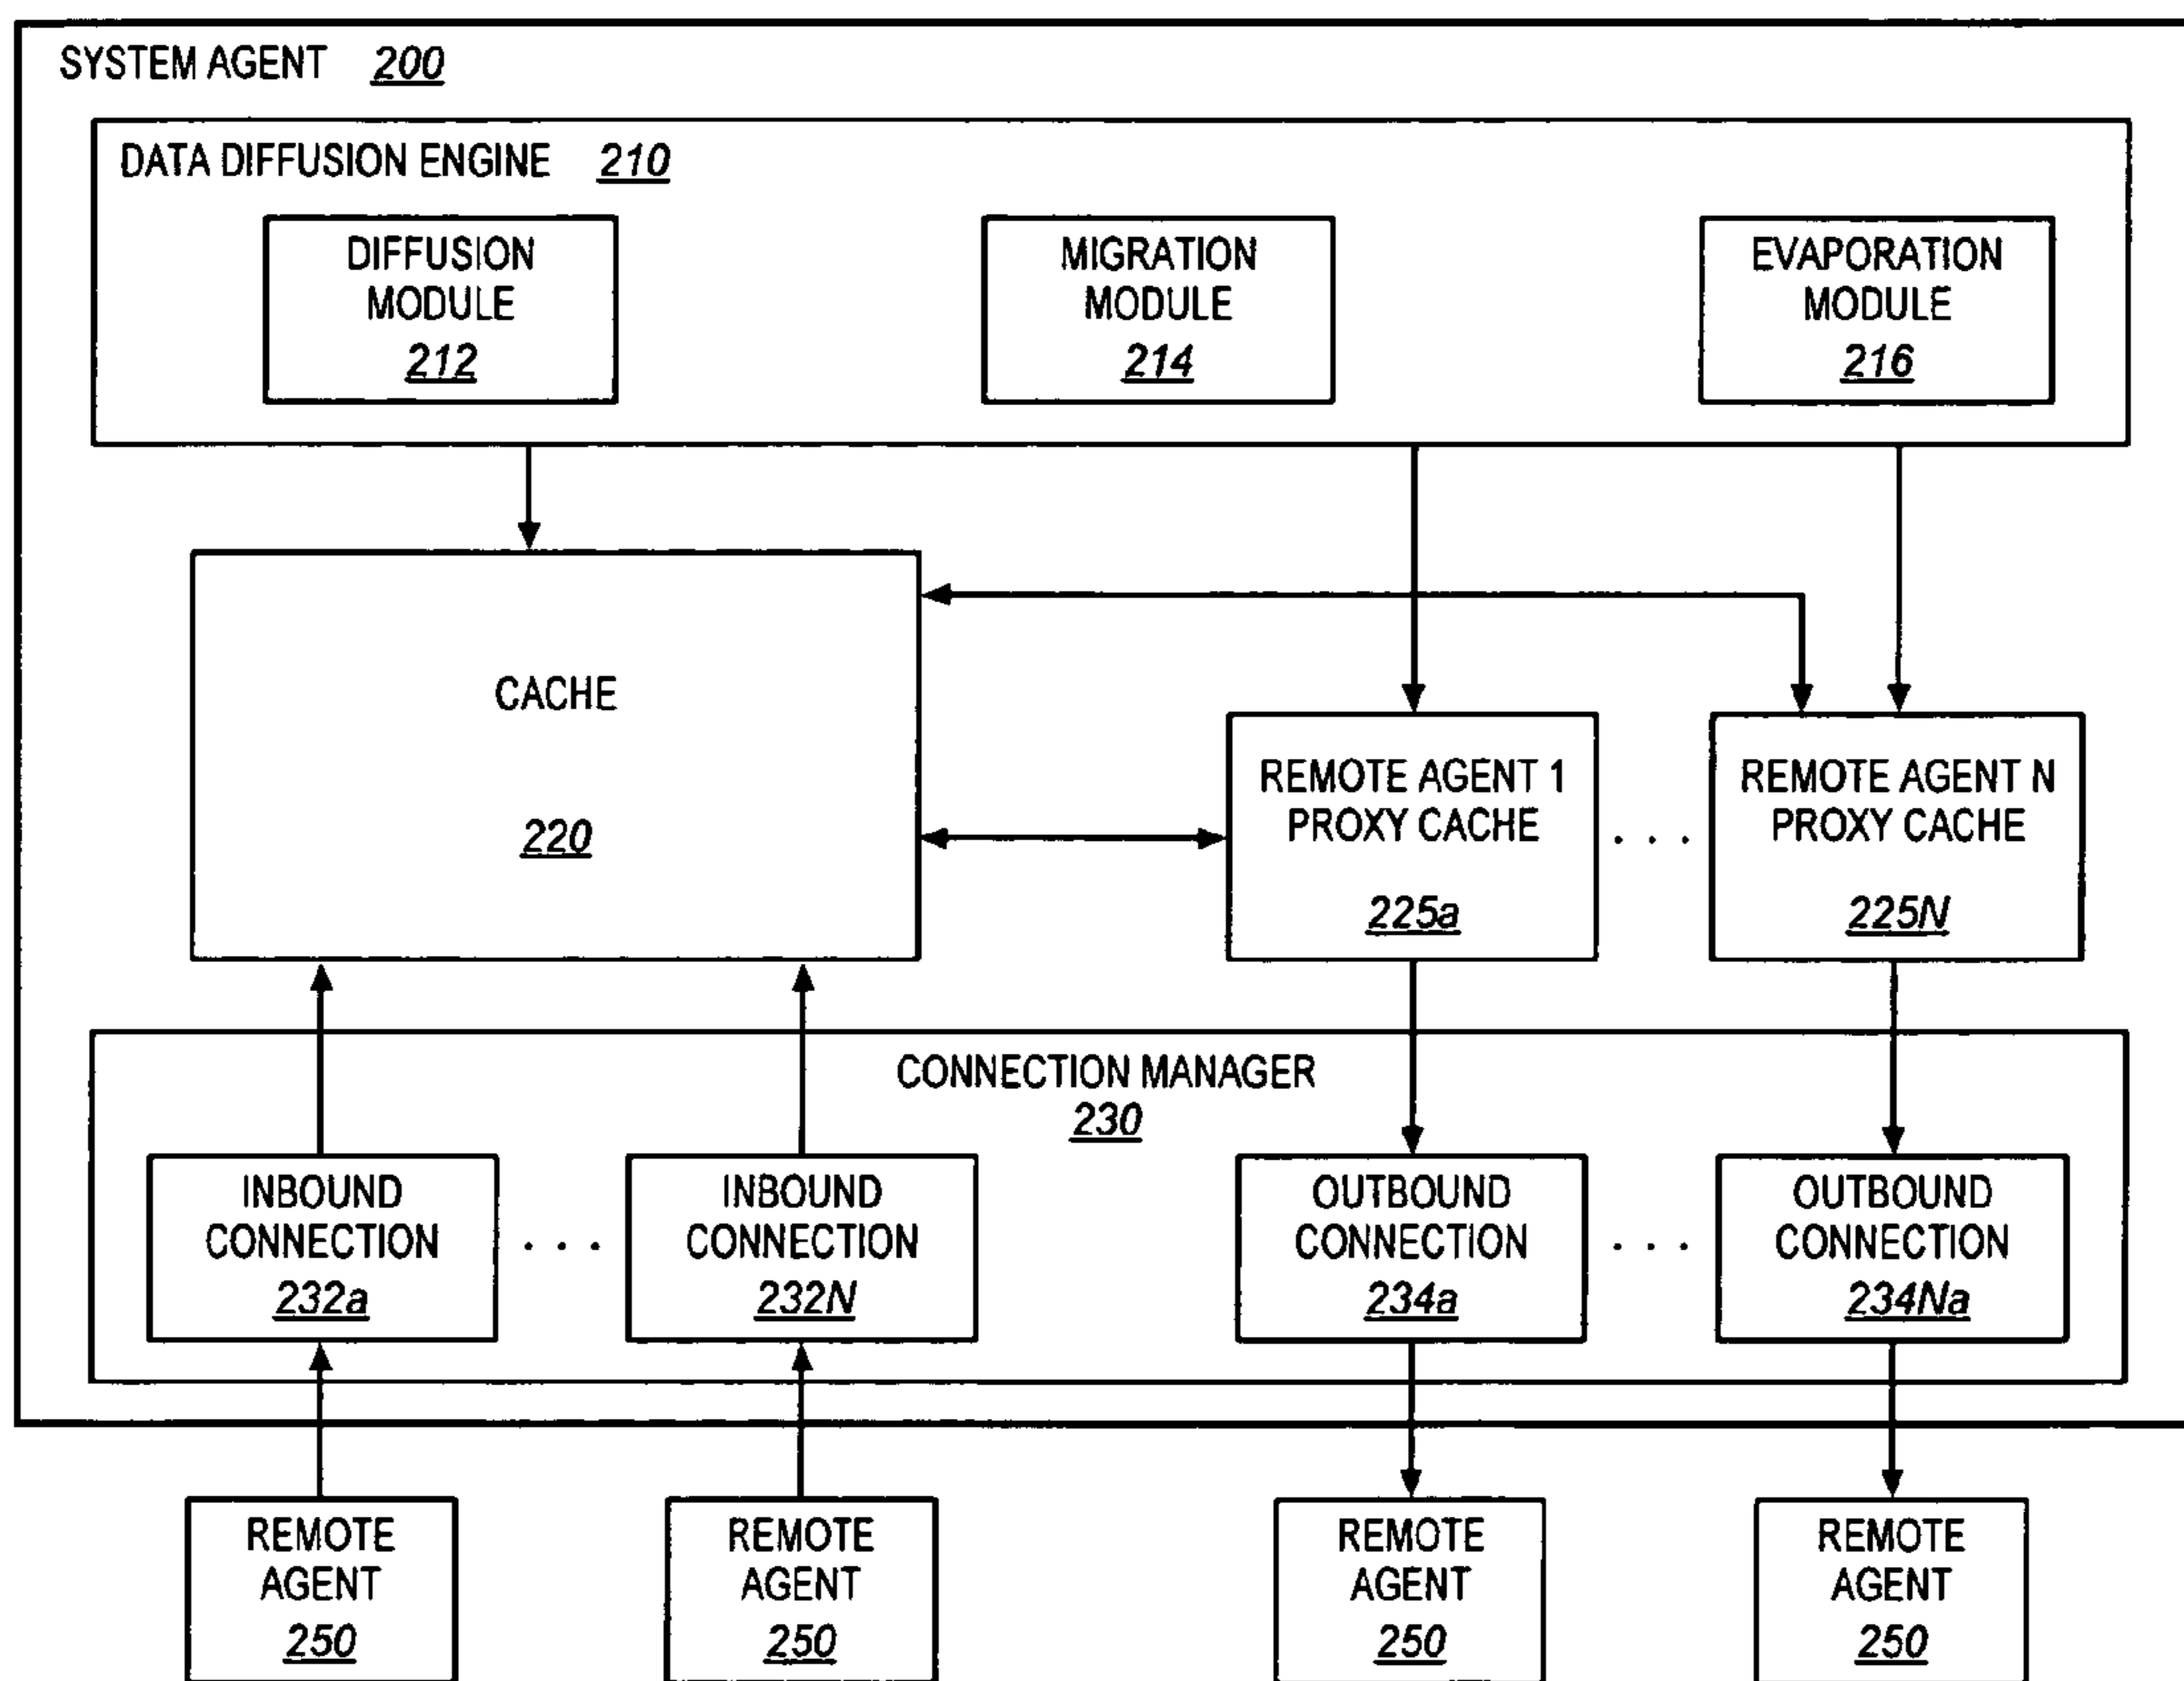 SYSTEM AGENT 200
DATA DIFFUSION ENGINE 210
DIFFUSION
MODULE
212
MIGRATION
MODULE
214
EVAPORATION
MODULE
216
CACHE
220
REMOTE AGENT 1
PROXY CACHE
225a
. . .
REMOTE AGENT N
PROXY CACHE
225N
CONNECTION MANAGER
230
INBOUND
CONNECTION
232a
. . .
INBOUND
CONNECTION
232N
OUTBOUND
CONNECTION
234a
. . .
OUTBOUND
CONNECTION
234Na
REMOTE
AGENT
250
REMOTE
AGENT
250
REMOTE
AGENT
250
REMOTE
AGENT
250